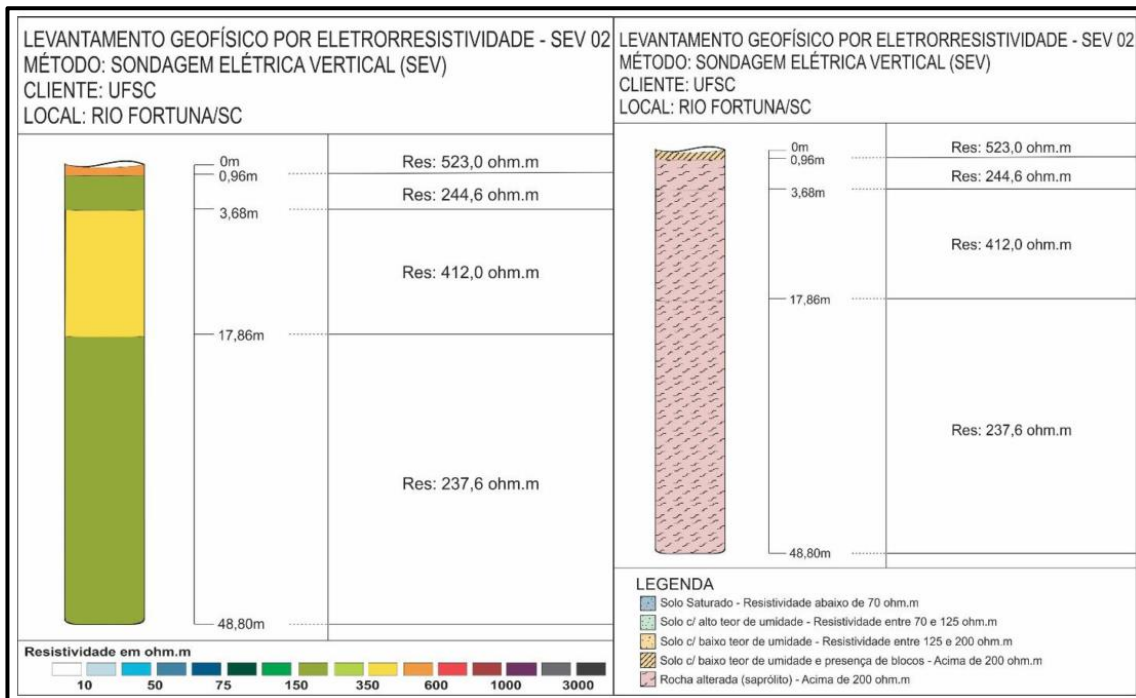 LEVANTAMENTO GEOFÍSICO POR ELETRORRESISTIVIDADE - SEV 02
MÉTODO: SONDAGEM ELÉTRICA VERTICAL (SEV)
CLIENTE: UFSC
LOCAL: RIO FORTUNA/SC
0m
0,96m
3,68m
17,86m
48,80m
Res: 523,0 ohm.m
Res: 244,6 ohm.m
Res: 412,0 ohm.m
Res: 237,6 ohm.m
Resistividade em ohm.m
10 50 75 150 350 600 1000 3000
LEVANTAMENTO GEOFÍSICO POR ELETRORRESISTIVIDADE - SEV 02
MÉTODO: SONDAGEM ELÉTRICA VERTICAL (SEV)
CLIENTE: UFSC
LOCAL: RIO FORTUNA/SC
0m
0,96m
3,68m
17,86m
48,80m
Res: 523,0 ohm.m
Res: 244,6 ohm.m
Res: 412,0 ohm.m
Res: 237,6 ohm.m
LEGENDA
Solo Saturado - Resistividade abaixo de 70 ohm.m
Solo c/ alto teor de umidade - Resistividade entre 70 e 125 ohm.m
Solo c/ baixo teor de umidade - Resistividade entre 125 e 200 ohm.m
Solo c/ baixo teor de umidade e presença de blocos - Acima de 200 ohm.m
Rocha alterada (saprólito) - Acima de 200 ohm.m